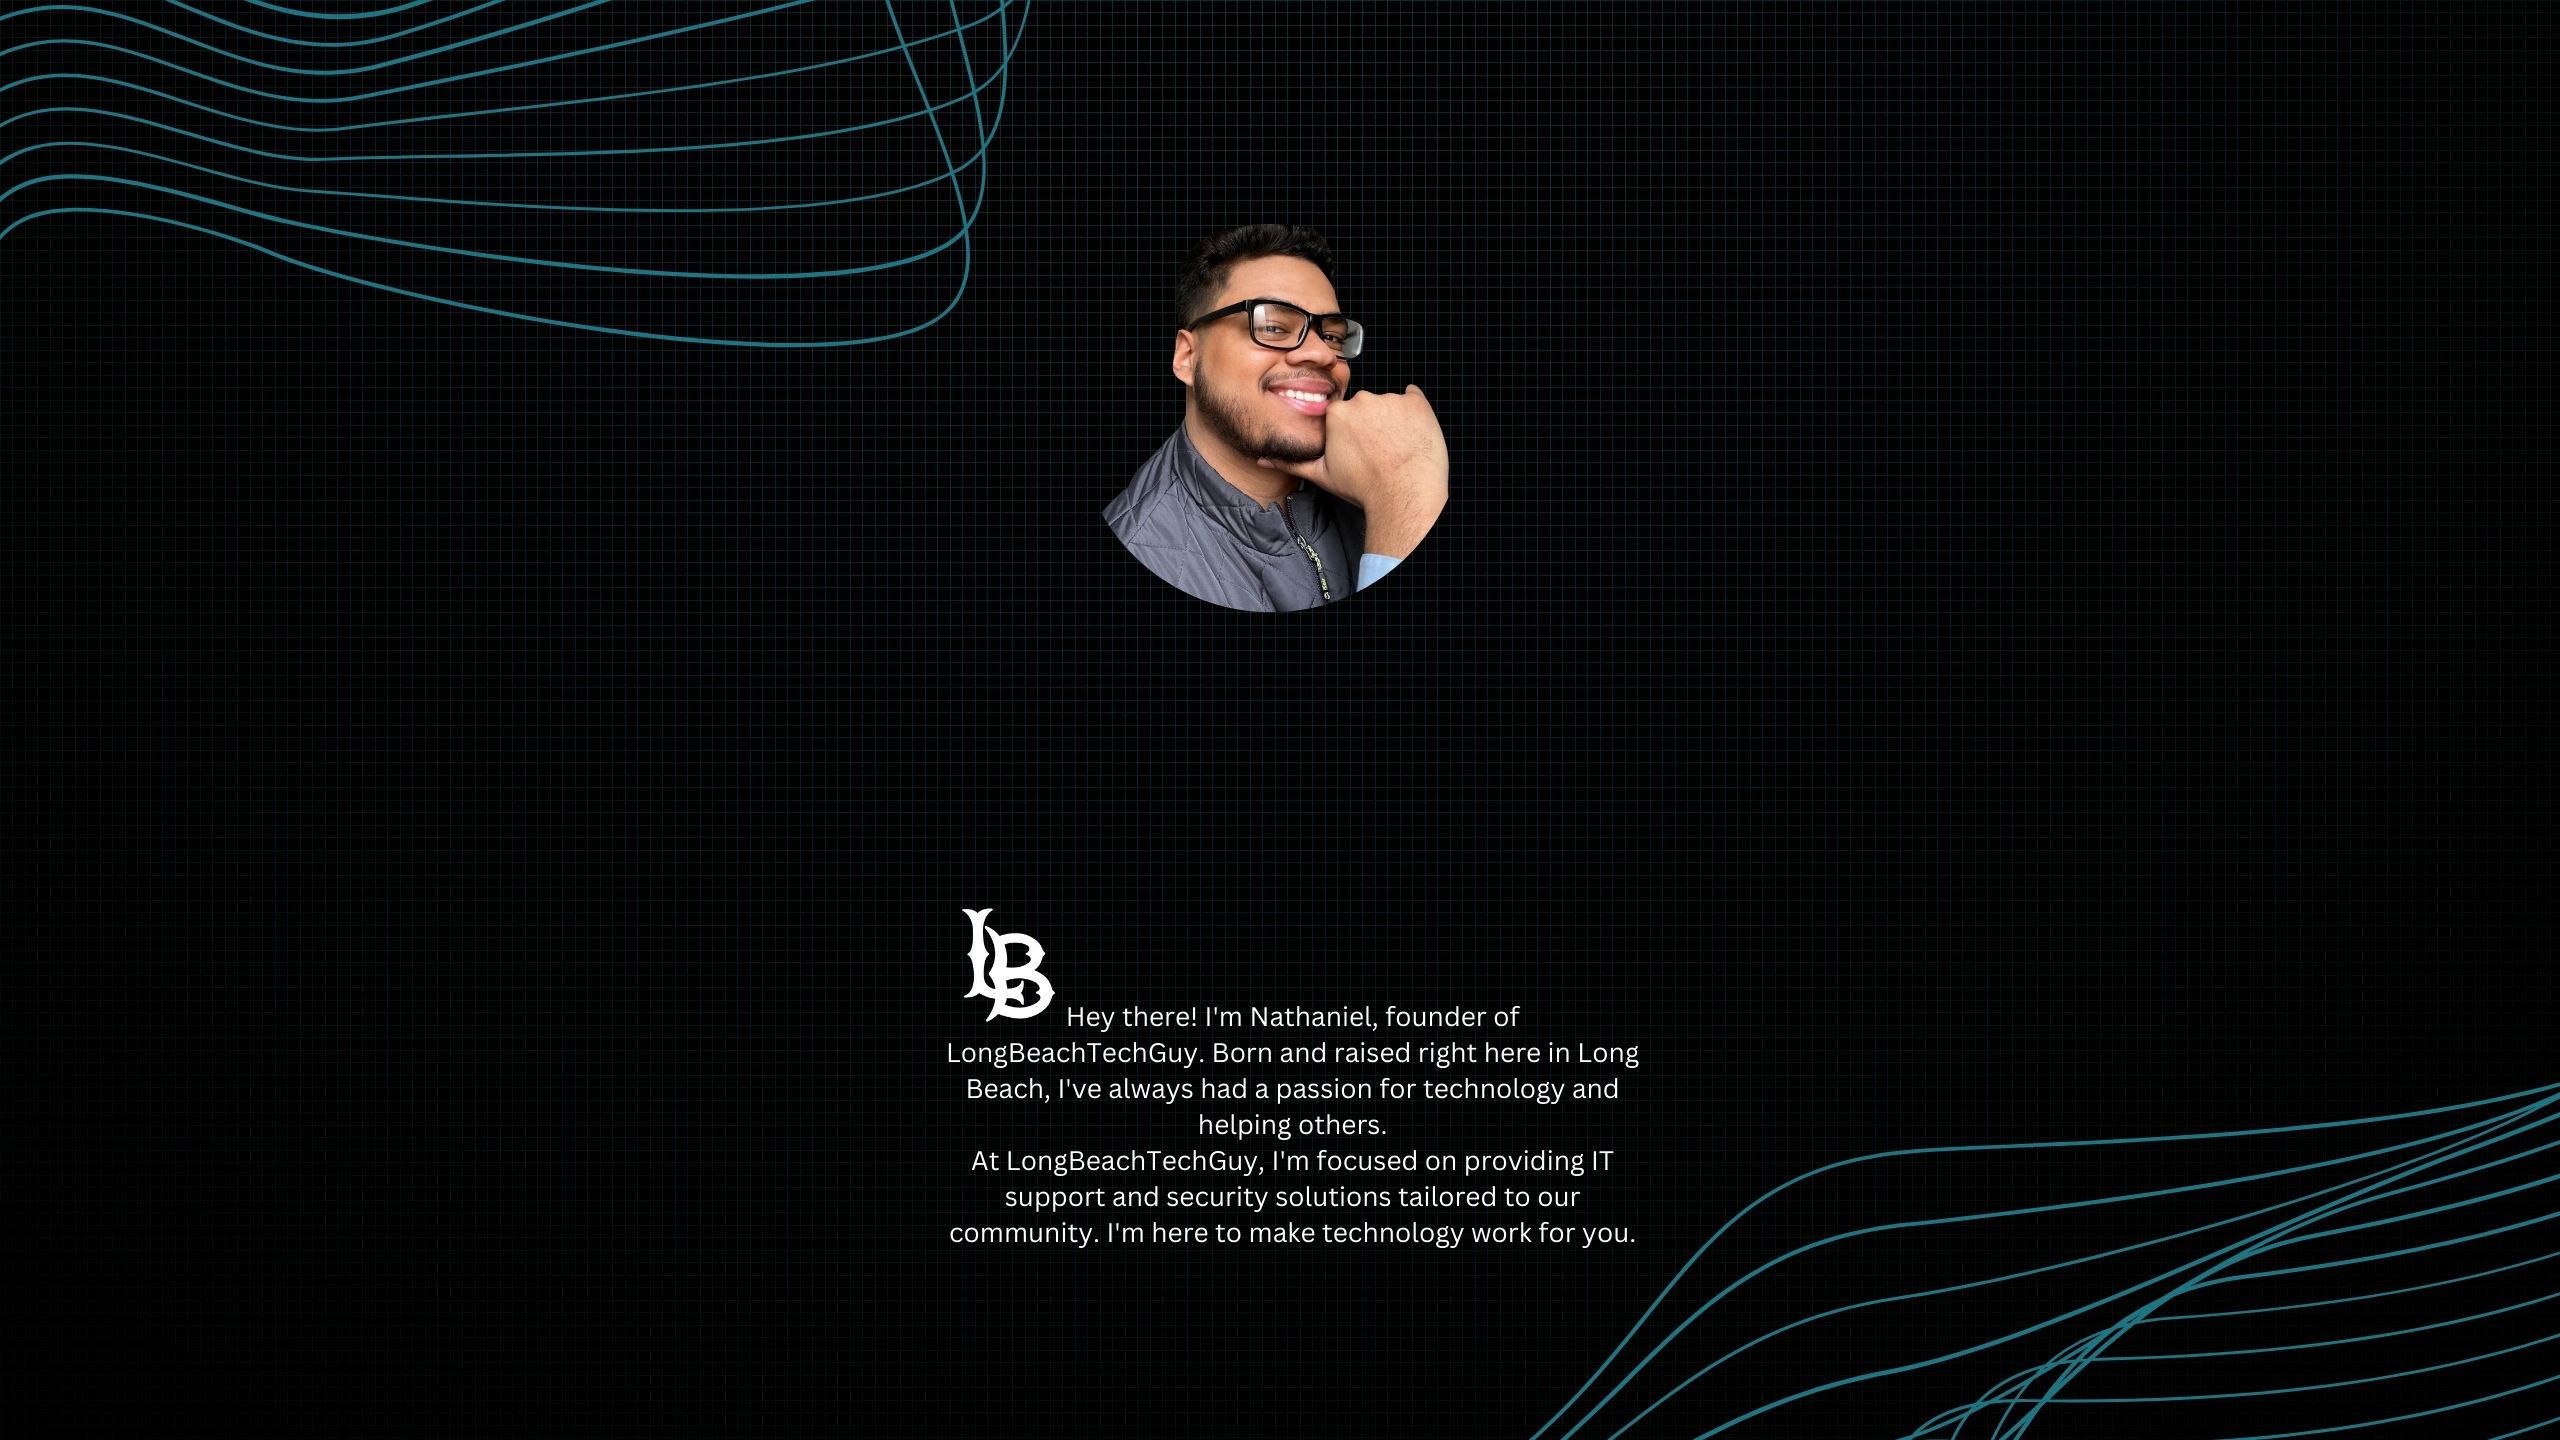 LB
Hey there! I'm Nathaniel, founder of
LongBeachTechGuy. Born and raised right here in Long
Beach, I've always had a passion for technology and
helping others.
At LongBeachTechGuy, I'm focused on providing IT
support and security solutions tailored to our
community. I'm here to make technology work for you.